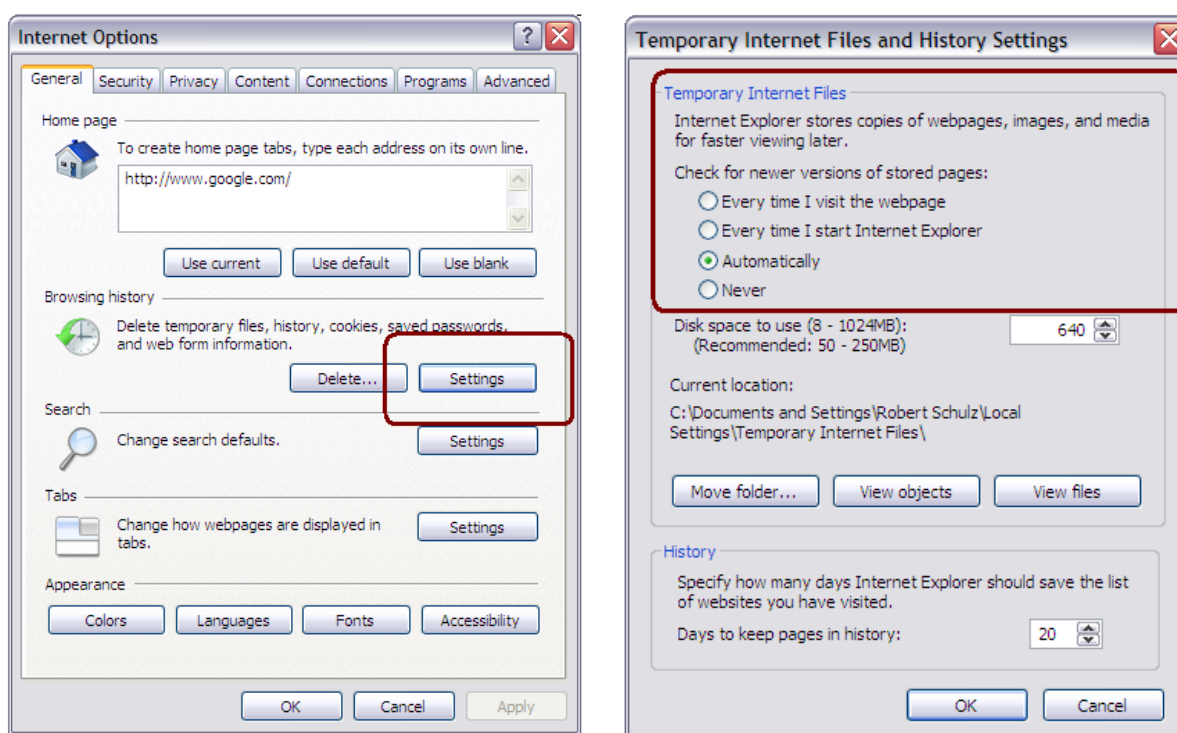 Internet Options
General Security Privacy Content Connections Programs Advanced
Home page
To create home page tabs, type each address on its own line.
http://www.google.com/
Use current Use default Use blank
Browsing history
Delete temporary files, history, cookies, saved passwords,
and web form information.
Delete... Settings
Search
Change search defaults.
Settings
Tabs
Change how webpages are displayed in
tabs.
Settings
Appearance
Colors Languages Fonts Accessibility
OK Cancel Apply
Temporary Internet Files and History Settings
Temporary Internet Files
Internet Explorer stores copies of webpages, images, and media
for faster viewing later.
Check for newer versions of stored pages:
Every time I visit the webpage
Every time I start Internet Explorer
Automatically
Never
Disk space to use (8 - 1024MB): 640
(Recommended: 50 - 250MB)
Current location:
C:\Documents and Settings\Robert Schulz\Local
Settings\Temporary Internet Files\
Move folder... View objects View files
History
Specify how many days Internet Explorer should save the list
of websites you have visited.
Days to keep pages in history: 20
OK Cancel